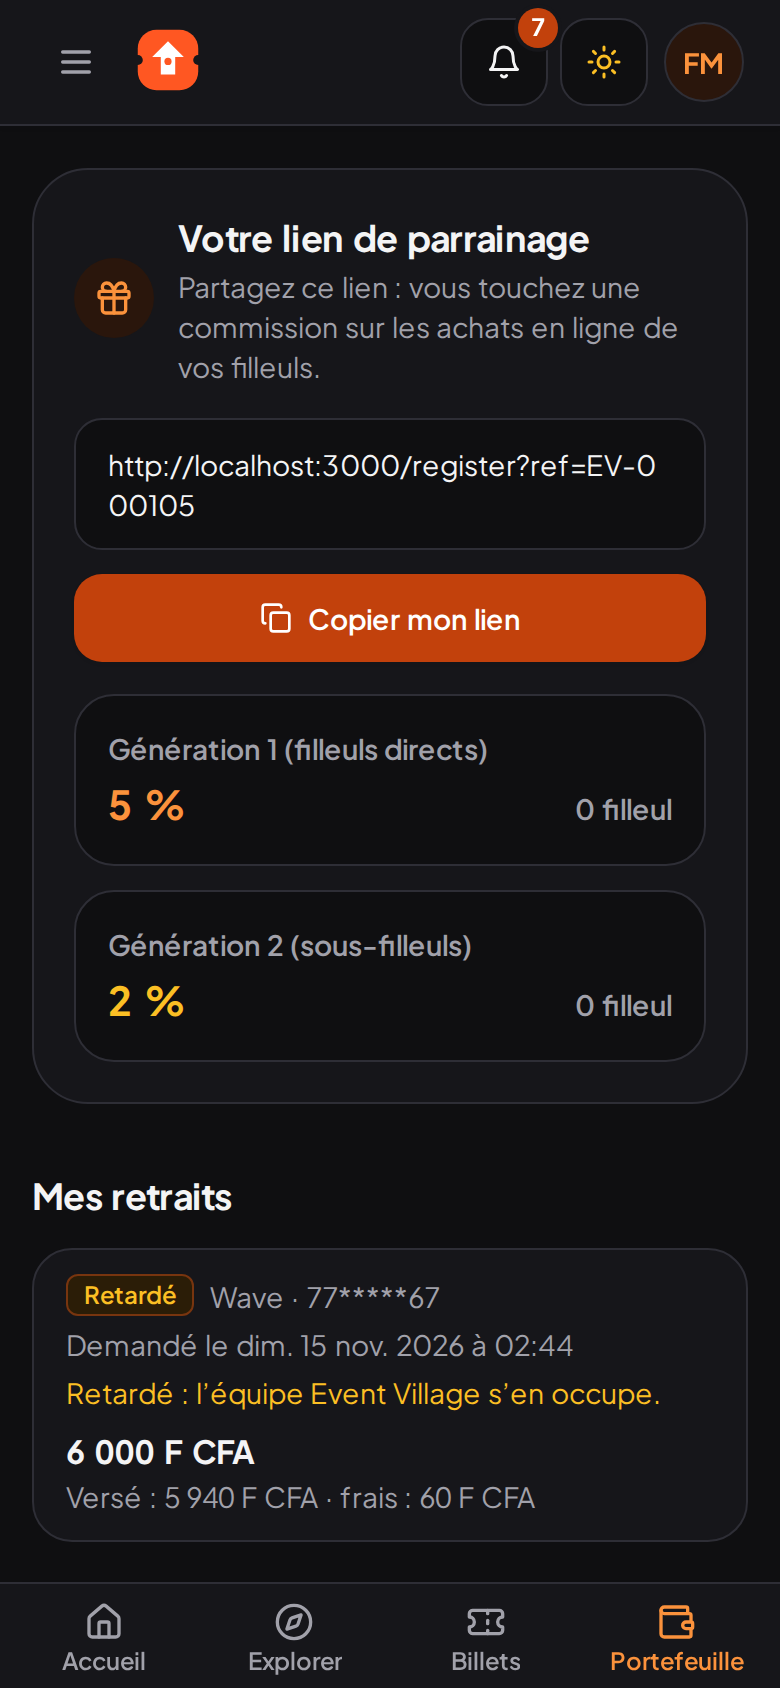 7
FM
Votre lien de parrainage
Partagez ce lien : vous touchez une
commission sur les achats en ligne de
vos filleuls.
http://localhost:3000/register?ref=EV-0
00105
Copier mon lien
Génération 1 (filleuls directs)
5 %
0 filleul
Génération 2 (sous-filleuls)
2 %
0 filleul
Mes retraits
Retardé Wave · 77*****67
Demandé le dim. 15 nov. 2026 à 02:44
Retardé : l’équipe Event Village s’en occupe.
6 000 F CFA
Versé : 5 940 F CFA · frais : 60 F CFA
Accueil Explorer Billets Portefeuille